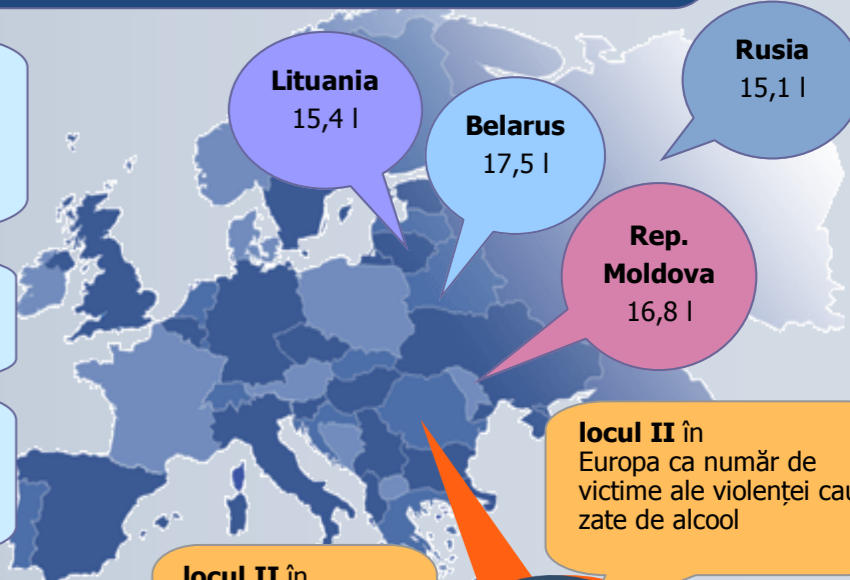 Rusia
15,1 l
Lituania
15,4 l
Belarus
17,5 l
Rep.
Moldova
16,8 l
locul II în
Europa ca număr de
victime ale violenței cau
zate de alcool
locul II în